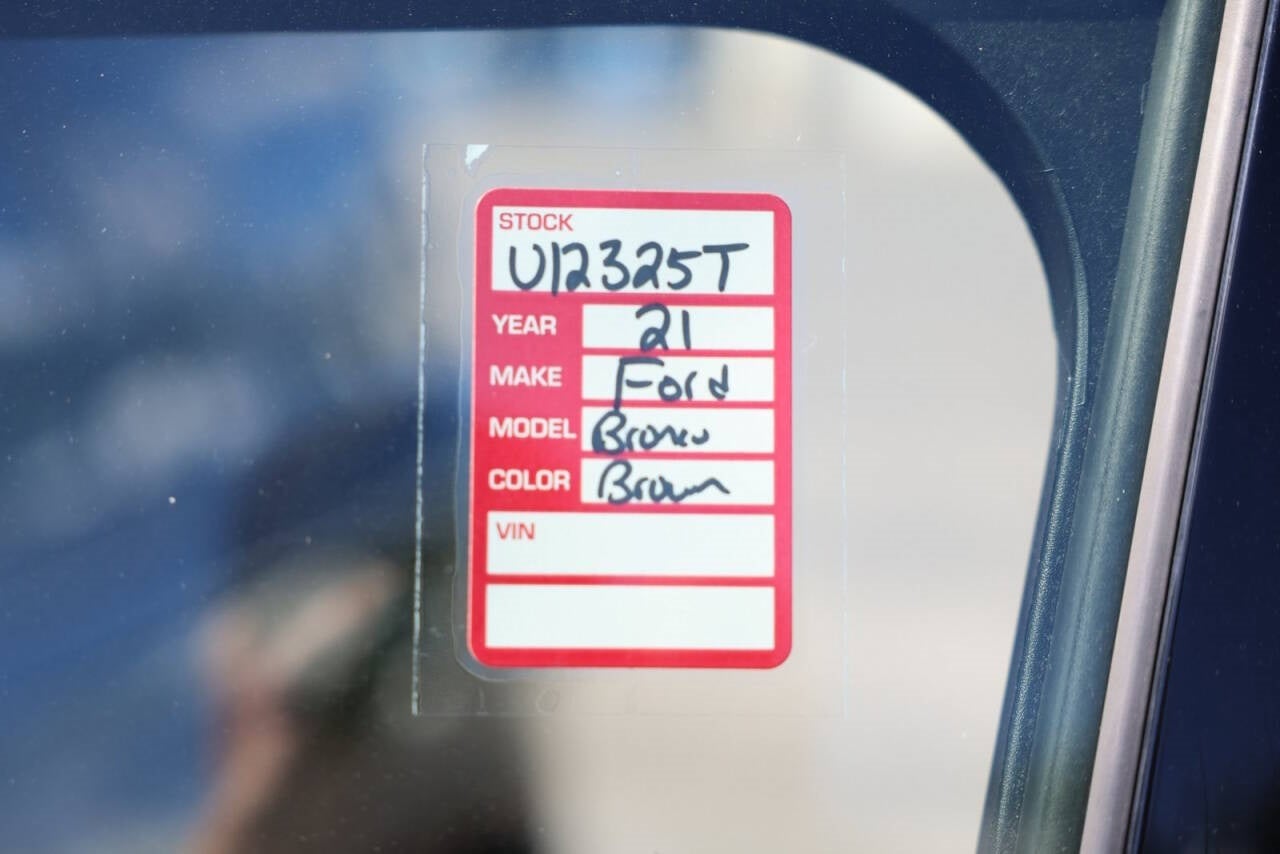 STOCK
U12325T
YEAR 21
MAKE Ford
MODEL Bronco
COLOR Brown
VIN